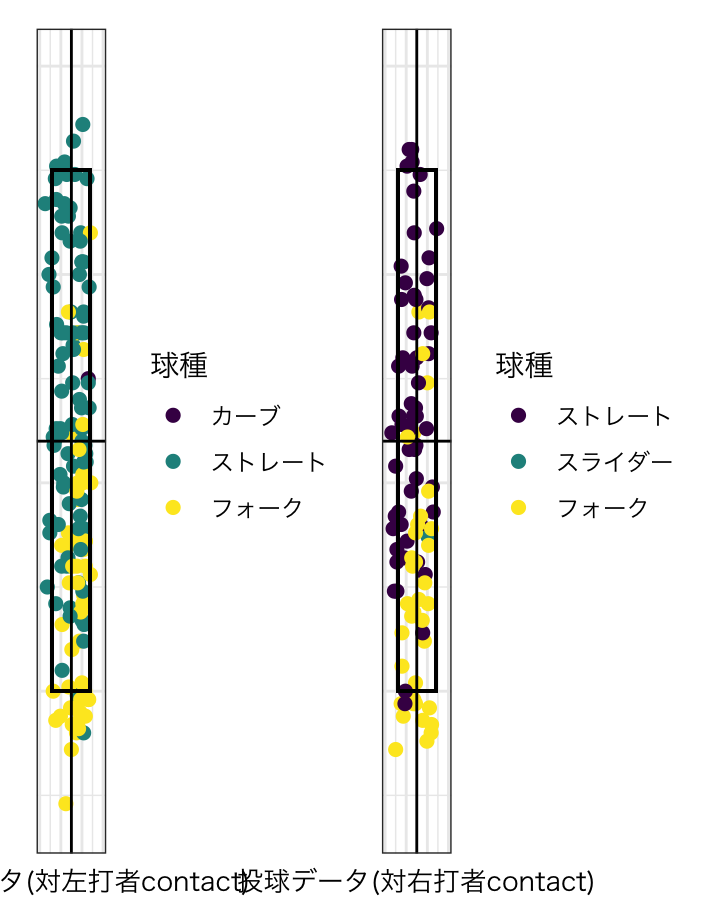 球種
カーブ
ストレート
フォーク
球種
ストレート
スライダー
フォーク
タ(対左打者contact)
投球データ(対右打者contact)